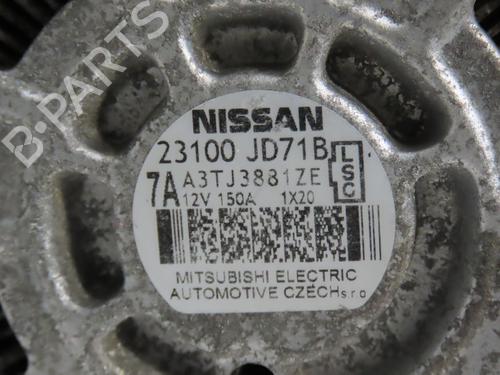 B-PARTS
NISSAN
23100 JD71B
7A A3TJ3881ZE
LSC
12V 150A 1X20
MITSUBISHI ELECTRIC
AUTOMOTIVE CZECH s.r.o